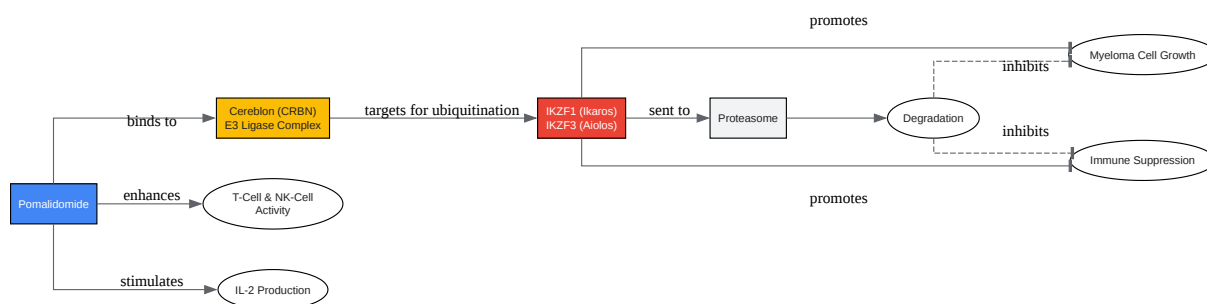 promotes
Myeloma Cell Growth
inhibits
Cereblon (CRBN)
E3 Ligase Complex
binds to
targets for ubiquitination
IKZF1 (Ikaros)
IKZF3 (Aiolos)
sent to
Proteasome
Degradation
inhibits
Immune Suppression
Pomalidomide
enhances
T-Cell & NK-Cell
Activity
promotes
stimulates
IL-2 Production